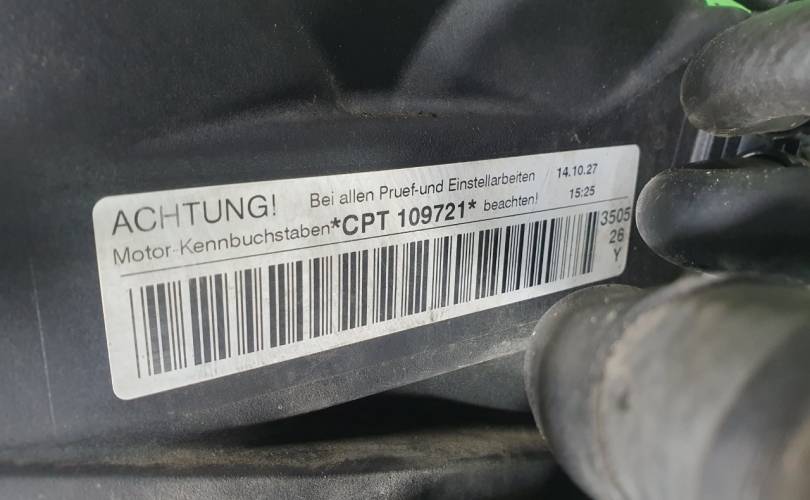 ACHTUNG! Bei allen Pruef-und Einstellarbeiten 14.10.27
Motor-Kennbuchstaben*CPT 109721* beachten! 15:25
3505
26
Y